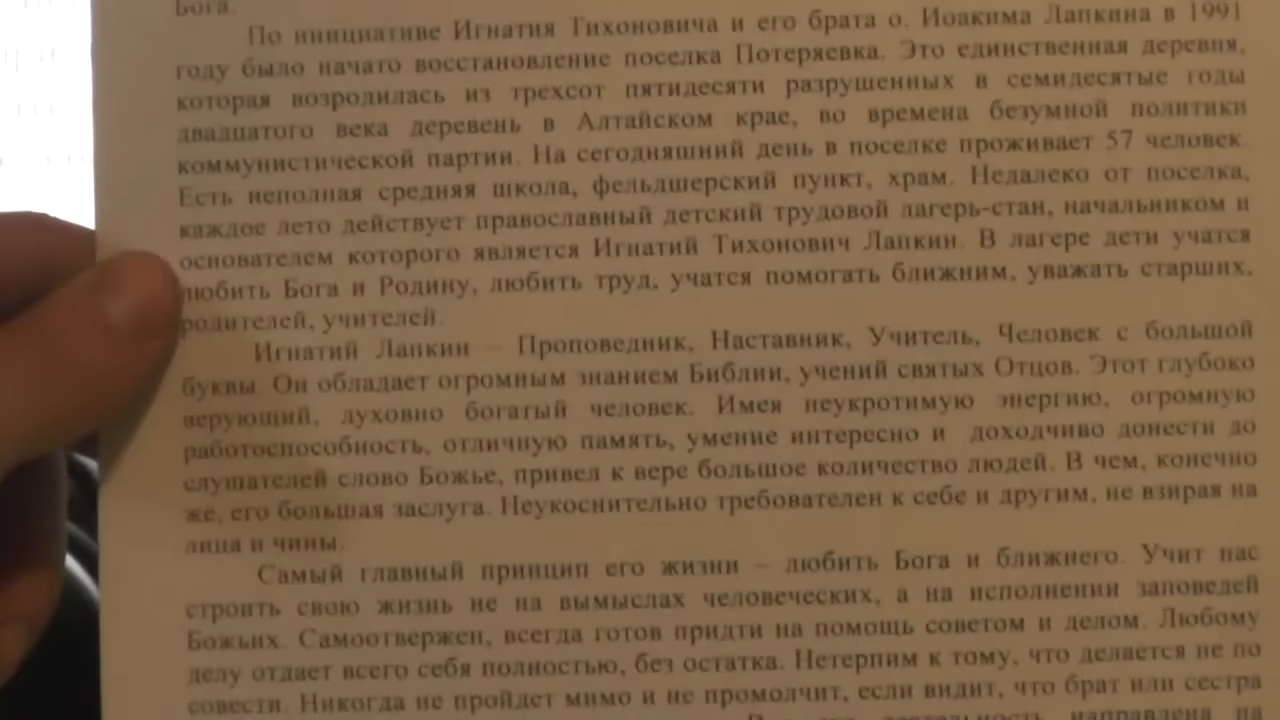 Бога.
По инициативе Игнатия Тихоновича и его брата о. Иоакима Лапкина в 1991
году было начато восстановление поселка Потеряевка. Это единственная деревня,
которая возродилась из трехсот пятидесяти разрушенных в семидесятые годы
двадцатого века деревень в Алтайском крае, во времена безумной политики
коммунистической партии. На сегодняшний день в поселке проживает 57 человек.
Есть неполная средняя школа, фельдшерский пункт, храм. Недалеко от поселка,
каждое лето действует православный детский трудовой лагерь-стан, начальником и
основателем которого является Игнатий Тихонович Лапкин. В лагере дети учатся
любить Бога и Родину, любить труд, учатся помогать ближним, уважать старших,
родителей, учителей.
Игнатий Лапкин – Проповедник, Наставник, Учитель, Человек с большой
буквы. Он обладает огромным знанием Библии, учений святых Отцов. Этот глубоко
верующий, духовно богатый человек. Имея неукротимую энергию, огромную
работоспособность, отличную память, умение интересно и доходчиво донести до
слушателей слово Божье, привел к вере большое количество людей. В чем, конечно
же, его большая заслуга. Неукоснительно требователен к себе и другим, не взирая на
лица и чины.
Самый главный принцип его жизни – любить Бога и ближнего. Учит нас
строить свою жизнь не на вымыслах человеческих, а на исполнении заповедей
Божьих. Самоотвержен, всегда готов придти на помощь советом и делом. Любому
делу отдает всего себя полностью, без остатка. Нетерпим к тому, что делается не по
совести. Никогда не пройдет мимо и не промолчит, если видит, что брат или сестра
деятельность направлена на